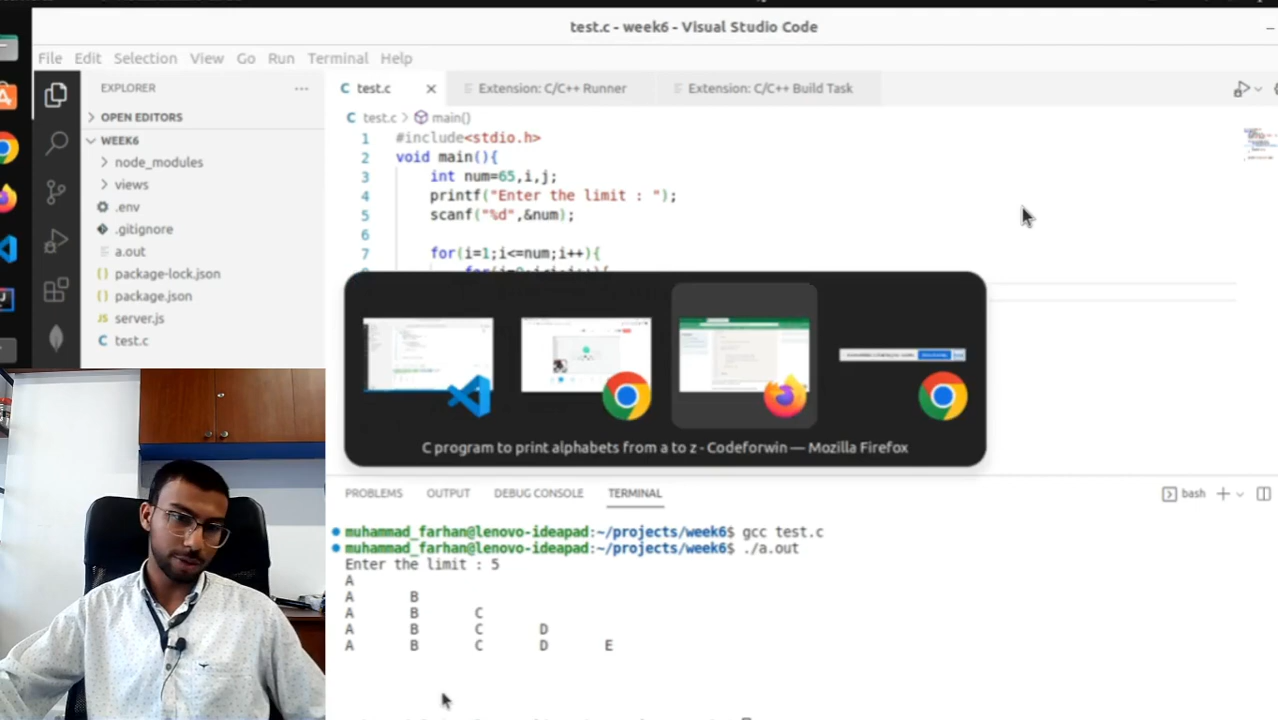 test.c - week6 - Visual Studio Code
File Edit Selection View Go Run Terminal Help
EXPLORER
OPEN EDITORS
WEEK6
node_modules
views
.env
.gitignore
a.out
package-lock.json
package.json
server.js
test.c
C test.c
Extension: C/C++ Runner
Extension: C/C++ Build Task
C test.c > main()
1 #include<stdio.h>
2 void main(){
3 int num=65,i,j;
4 printf("Enter the limit : ");
5 scanf("%d",&num);
6
7 for(i=1;i<=num;i++){
C program to print alphabets from a to z - Codeforwin — Mozilla Firefox
PROBLEMS OUTPUT DEBUG CONSOLE TERMINAL
bash
muhammad_farhan@lenovo-ideapad:~/projects/week6$ gcc test.c
muhammad_farhan@lenovo-ideapad:~/projects/week6$ ./a.out
Enter the limit : 5
A
A B
A B C
A B C D
A B C D E